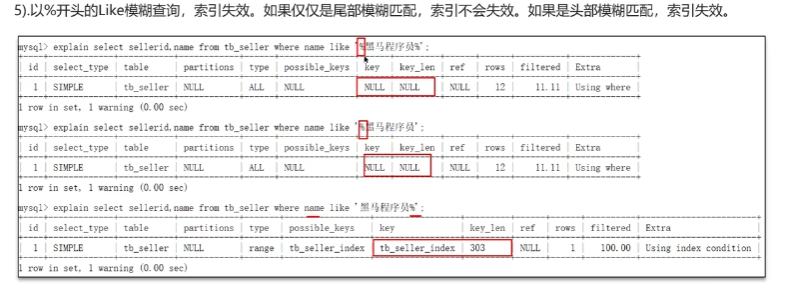 5).以%开头的Like模糊查询，索引失效。如果仅仅是尾部模糊匹配，索引不会失效。如果是头部模糊匹配，索引失效。
mysql> explain select sellerid,name from tb_seller where name like '%黑马程序员%';
| id | select_type | table | partitions | type | possible_keys | key | key_len | ref | rows | filtered | Extra |
| 1 | SIMPLE | tb_seller | NULL | ALL | NULL | NULL | NULL | NULL | 12 | 11.11 | Using where |
1 row in set, 1 warning (0.00 sec)
mysql> explain select sellerid,name from tb_seller where name like '%黑马程序员';
| id | select_type | table | partitions | type | possible_keys | key | key_len | ref | rows | filtered | Extra |
| 1 | SIMPLE | tb_seller | NULL | ALL | NULL | NULL | NULL | NULL | 12 | 11.11 | Using where |
1 row in set, 1 warning (0.00 sec)
mysql> explain select sellerid,name from tb_seller where name like '黑马程序员%';
| id | select_type | table | partitions | type | possible_keys | key | key_len | ref | rows | filtered | Extra |
| 1 | SIMPLE | tb_seller | NULL | range | tb_seller_index | tb_seller_index | 303 | NULL | 1 | 100.00 | Using index condition |
1 row in set, 1 warning (0.00 sec)